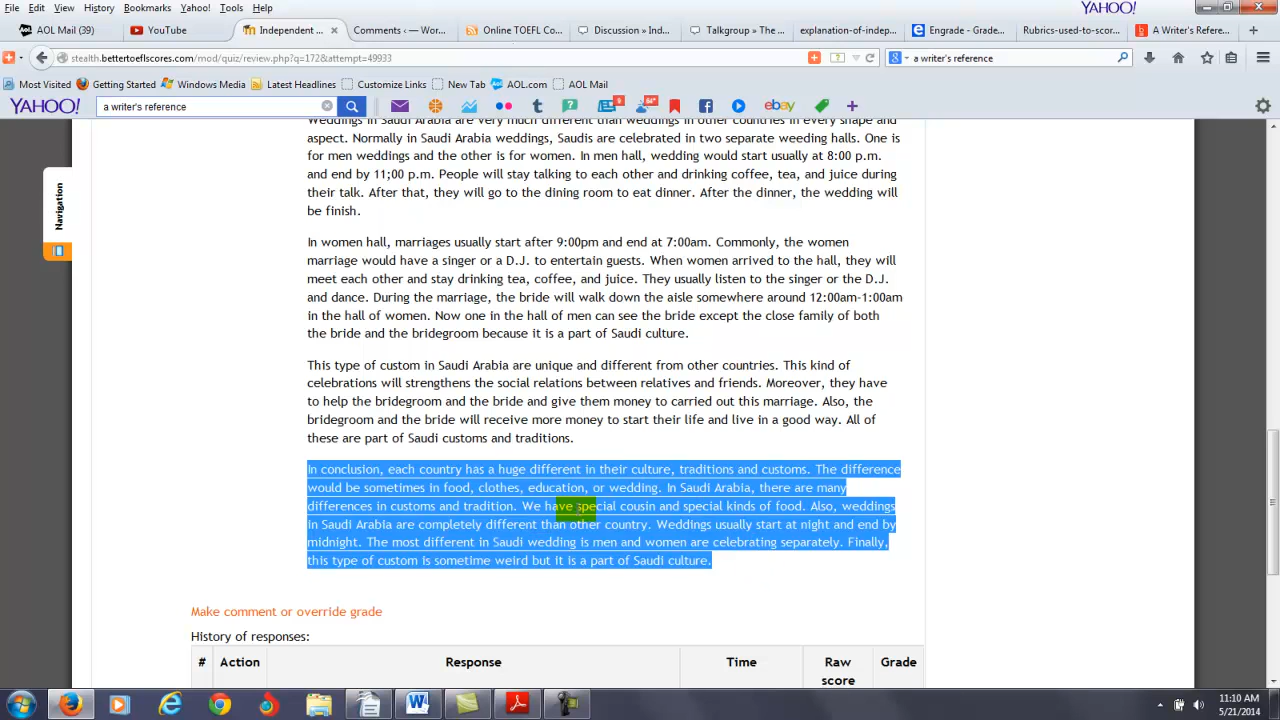 File Edit View History Bookmarks Yahoo! Tools Help YAHOO!
AOL Mail (39) YouTube Independent Comments ‹ — Wor... Online TOEFL Co... Discussion » Ind... Talkgroup » The ... explanation-of-indep... Engrade - Gradeb... Rubrics-used-to-scor... A Writer's Referen...
stealth.bettertoeflscores.com/mod/quiz/review.php?q=172&attempt=49933 a writer's reference
Most Visited Getting Started Windows Media Latest Headlines Customize Links New Tab AOL.com AOL Mail
YAHOO! a writer's reference 9 84° ebay
Weddings in Saudi Arabia are very much different than weddings in other countries in every shape and
aspect. Normally in Saudi Arabia weddings, Saudis are celebrated in two separate weeding halls. One is
for men weddings and the other is for women. In men hall, wedding would start usually at 8:00 p.m.
and end by 11;00 p.m. People will stay talking to each other and drinking coffee, tea, and juice during
their talk. After that, they will go to the dining room to eat dinner. After the dinner, the wedding will
be finish.
In women hall, marriages usually start after 9:00pm and end at 7:00am. Commonly, the women
marriage would have a singer or a D.J. to entertain guests. When women arrived to the hall, they will
meet each other and stay drinking tea, coffee, and juice. They usually listen to the singer or the D.J.
and dance. During the marriage, the bride will walk down the aisle somewhere around 12:00am-1:00am
in the hall of women. Now one in the hall of men can see the bride except the close family of both
the bride and the bridegroom because it is a part of Saudi culture.
This type of custom in Saudi Arabia are unique and different from other countries. This kind of
celebrations will strengthens the social relations between relatives and friends. Moreover, they have
to help the bridegroom and the bride and give them money to carried out this marriage. Also, the
bridegroom and the bride will receive more money to start their life and live in a good way. All of
these are part of Saudi customs and traditions.
In conclusion, each country has a huge different in their culture, traditions and customs. The difference
would be sometimes in food, clothes, education, or wedding. In Saudi Arabia, there are many
differences in customs and tradition. We have special cousin and special kinds of food. Also, weddings
in Saudi Arabia are completely different than other country. Weddings usually start at night and end by
midnight. The most different in Saudi wedding is men and women are celebrating separately. Finally,
this type of custom is sometime weird but it is a part of Saudi culture.
Make comment or override grade
History of responses:
# Action Response Time Raw score Grade
Navigation
11:10 AM
5/21/2014